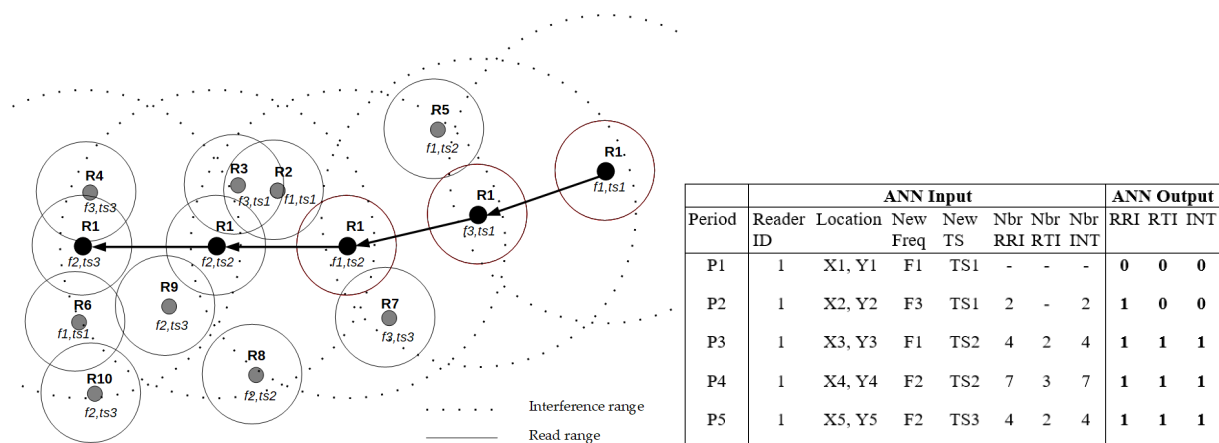 R5
f1,ts2
R1.
f1,ts1
R4
f3,ts3
R3
f3,ts1
R2
f1,ts1
R1
f3,ts1
R1
f2,ts3
R1
f2,ts2
R1
f1,ts2
R6
f1,ts1
R9
f2,ts3
R7
f3,ts3
R8
f2,ts2
R10
f2,ts3
Interference range
Read range
ANN Input ANN Output
Period Reader ID Location New Freq New TS Nbr RRI Nbr RTI Nbr INT RRI RTI INT
P1 1 X1, Y1 F1 TS1 - - - 0 0 0
P2 1 X2, Y2 F3 TS1 2 - 2 1 0 0
P3 1 X3, Y3 F1 TS2 4 2 4 1 1 1
P4 1 X4, Y4 F2 TS2 7 3 7 1 1 1
P5 1 X5, Y5 F2 TS3 4 2 4 1 1 1